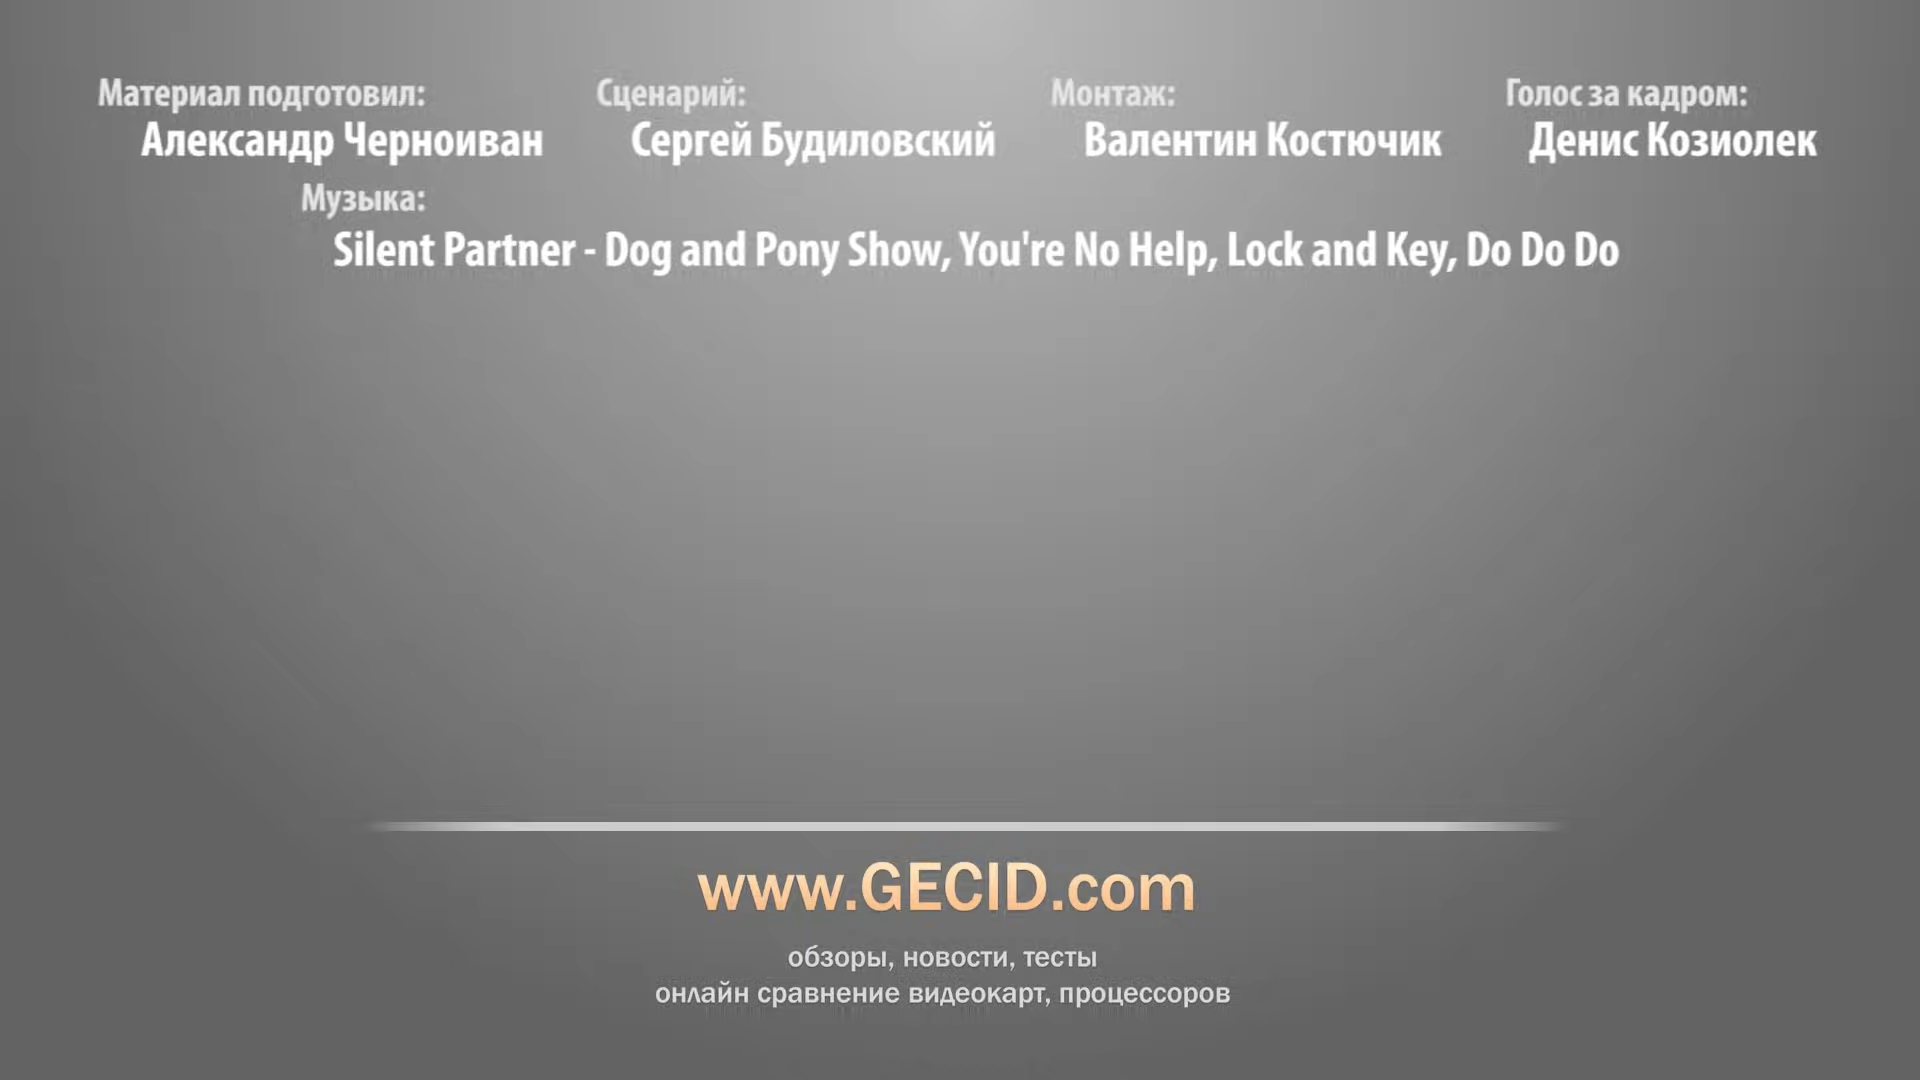 Материал подготовил: Сценарий: Монтаж: Голос за кадром:
Александр Черноиван Сергей Будиловский Валентин Костючик Денис Козиолек
Музыка:
Silent Partner - Dog and Pony Show, You're No Help, Lock and Key, Do Do Do
www.GECID.com
обзоры, новости, тесты
онлайн сравнение видеокарт, процессоров